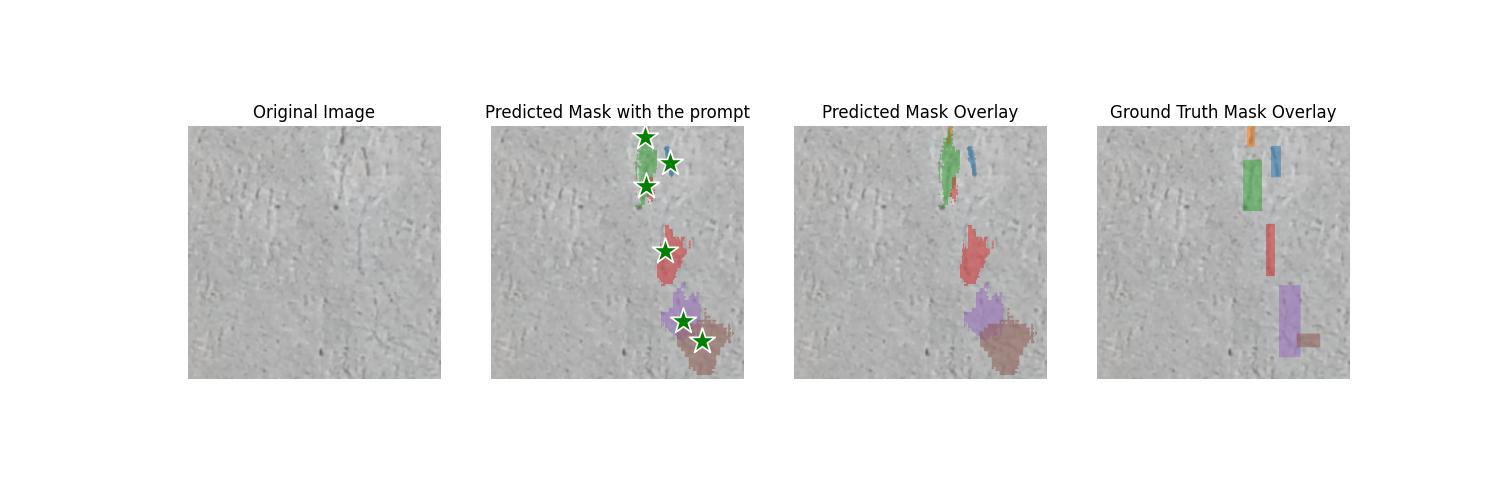 Original Image
Predicted Mask with the prompt
Predicted Mask Overlay
Ground Truth Mask Overlay